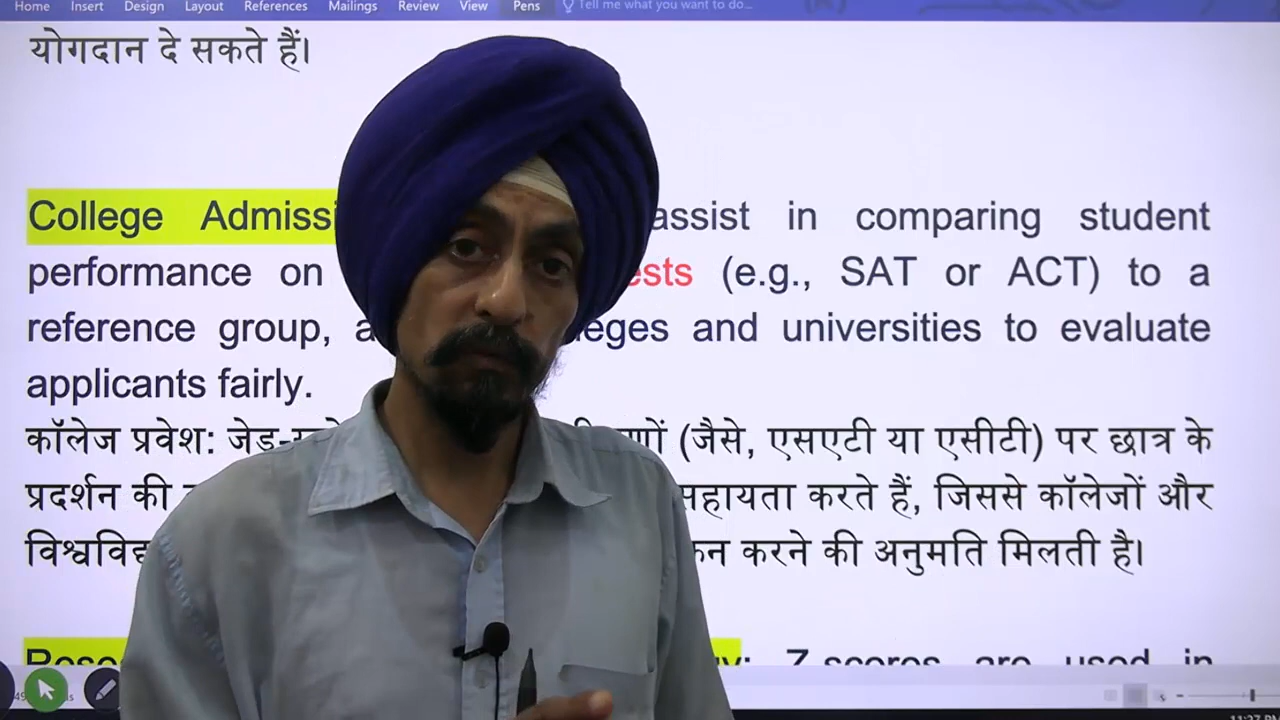 Home Insert Design Layout References Mailings Review View Pens Tell me what you want to do...
योगदान दे सकते हैं।
College Admissi assist in comparing student
performance on ests (e.g., SAT or ACT) to a
reference group, a leges and universities to evaluate
applicants fairly.
कॉलेज प्रवेश: जेड- णों (जैसे, एसएटी या एसीटी) पर छात्र के
प्रदर्शन की सहायता करते हैं, जिससे कॉलेजों और
विश्ववि न करने की अनुमति मिलती है।
y: Z-scores are used in